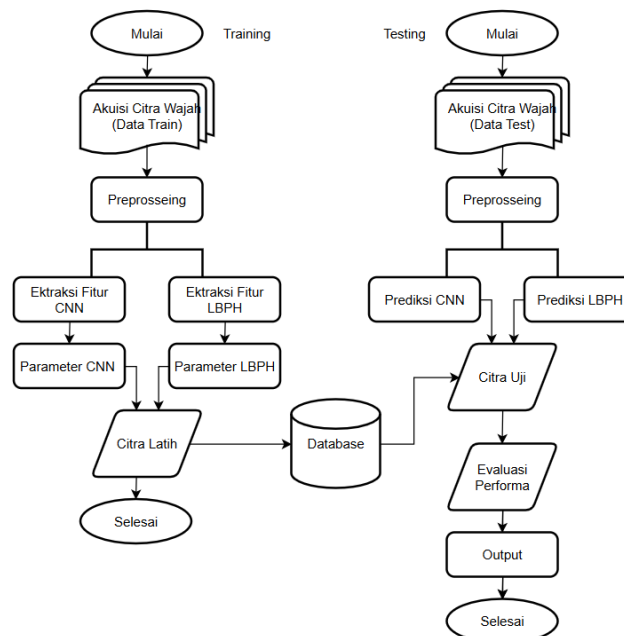 Mulai
Training
Testing
Mulai
Akuisi Citra Wajah
(Data Train)
Akuisi Citra Wajah
(Data Test)
Preprosseing
Preprosseing
Ektraksi Fitur
CNN
Ektraksi Fitur
LBPH
Prediksi CNN
Prediksi LBPH
Parameter CNN
Parameter LBPH
Citra Uji
Citra Latih
Database
Evaluasi
Performa
Selesai
Output
Selesai